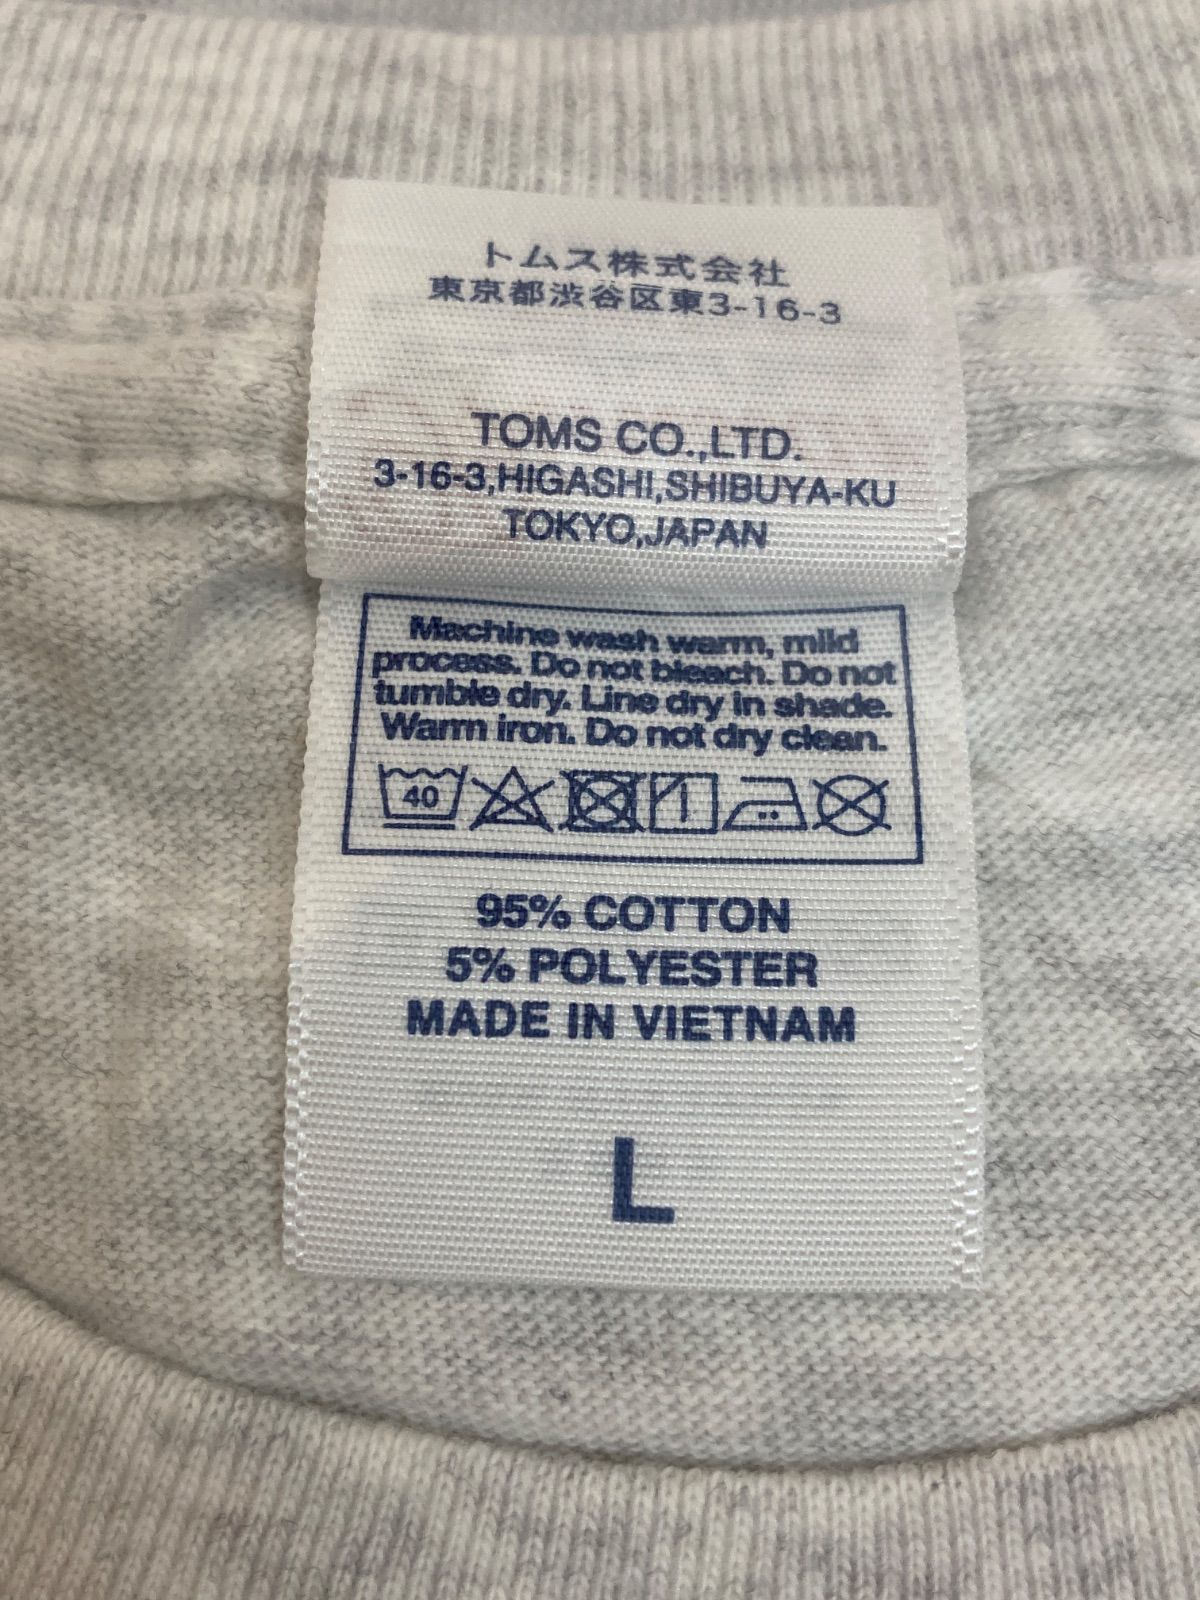 トムス株式会社
東京都渋谷区東3-16-3
TOMS CO.,LTD.
3-16-3,HIGASHI,SHIBUYA-KU
TOKYO,JAPAN
Machine wash warm, mild
process. Do not bleach. Do not
tumble dry. Line dry in shade.
Warm iron. Do not dry clean.
40
95% COTTON
5% POLYESTER
MADE IN VIETNAM
L